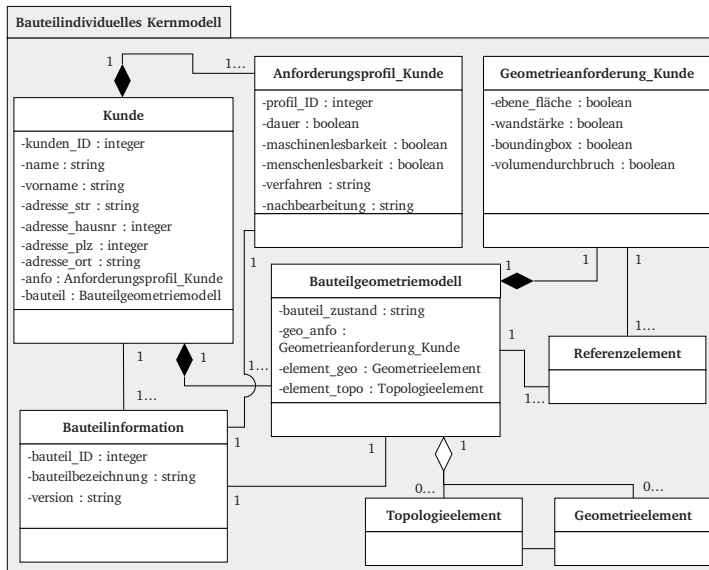 Bauteilindividuelles Kernmodell
1
1...
Kunde
-kunden_ID : integer
-name : string
-vorname : string
-adresse_str : string
-adresse_hausnr : integer
-adresse_plz : integer
-adresse_ort : string
-anfo : Anforderungsprofil_Kunde
-bauteil : Bauteilgeometriemodell
Anforderungsprofil_Kunde
-profil_ID : integer
-dauer : boolean
-maschinenlesbarkeit : boolean
-menschenlesbarkeit : boolean
-verfahren : string
-nachbearbeitung : string
Geometrieanforderung_Kunde
-ebene_fläche : boolean
-wandstärke : boolean
-boundingbox : boolean
-volumendurchbruch : boolean
1
1
1
1
Bauteilgeometriemodell
-bauteil_zustand : string
-geo_anfo :
Geometrieanforderung_Kunde
-element_geo : Geometrieelement
-element_topo : Topologieelement
1
1...
Referenzelement
1
1
1...
1...
1...
Bauteilinformation
-bauteil_ID : integer
-bauteilbezeichnung : string
-version : string
1
1
1
1
0...
0...
Topologieelement
Geometrieelement